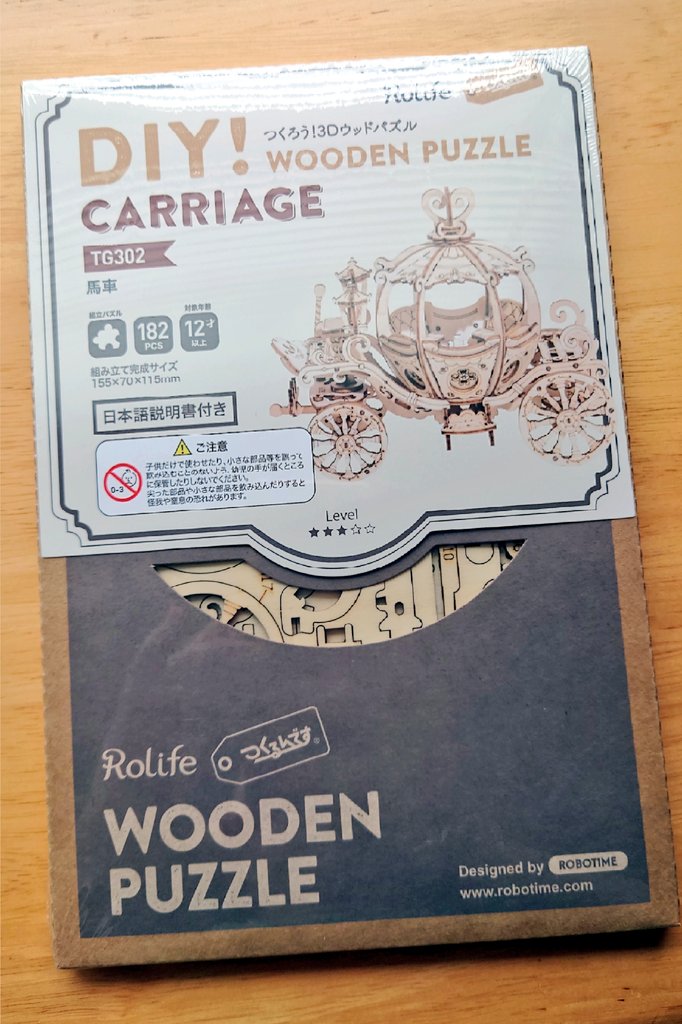 Rolife
DIY!
つくろう!3Dウッドパズル
WOODEN PUZZLE
CARRIAGE
TG302
馬車
組立パズル
182
PCS
対象年齢
12才
以上
組み立て完成サイズ
155×70×115mm
日本語説明書付き
ご注意
0-3
子供だけで使わせたり、小さな部品等を誤って
飲み込むことのないよう、幼児の手が届くところ
に保管したりしないでください。
尖った部品や小さな部品を飲み込んだりすると
怪我や窒息の恐れがあります。
Level
★★★☆☆
Rolife
つくるんです®
WOODEN
PUZZLE
Designed by ROBOTIME
www.robotime.com